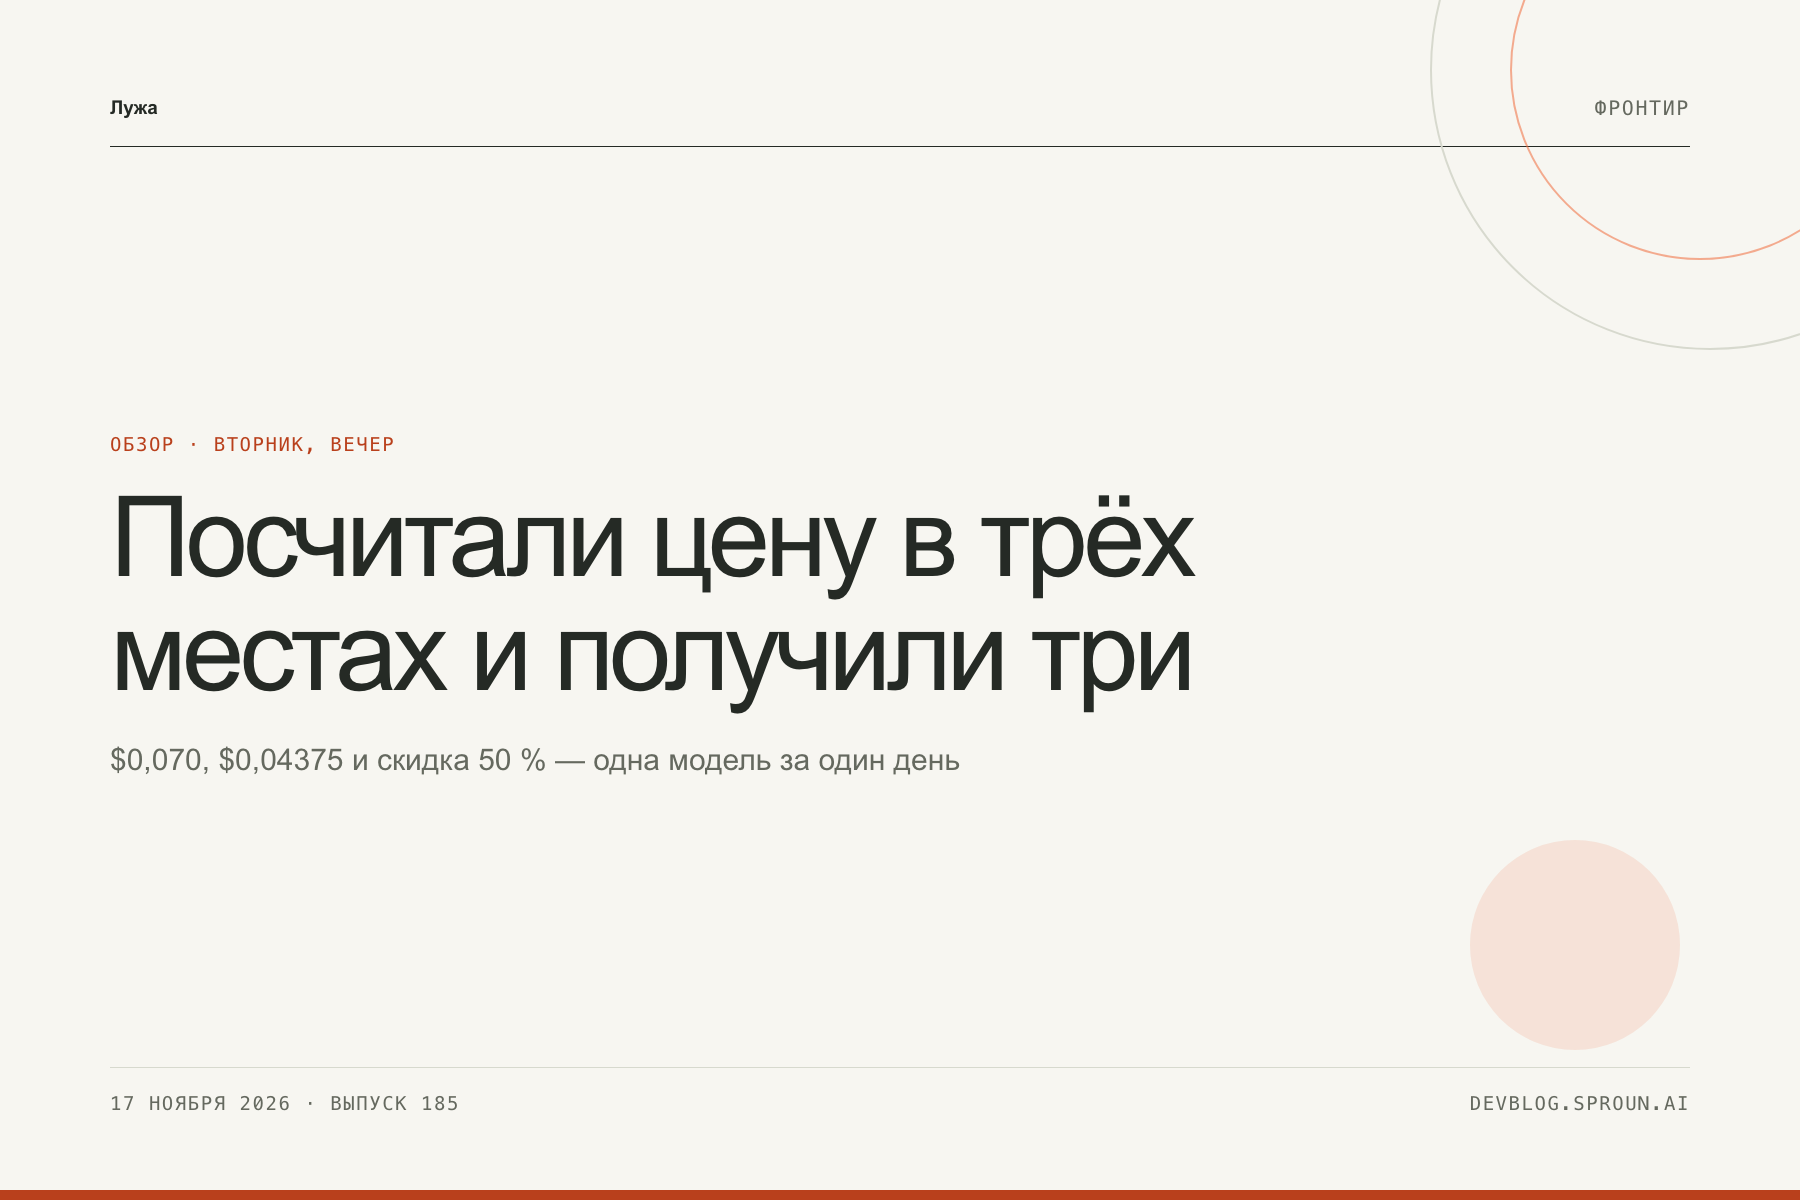 Лужа
ФРОНТИР
ОБЗОР · ВТОРНИК, ВЕЧЕР
Посчитали цену в трёх
местах и получили три
$0,070, $0,04375 и скидка 50 % — одна модель за один день
17 НОЯБРЯ 2026 · ВЫПУСК 185
DEVBLOG.SPROUN.AI